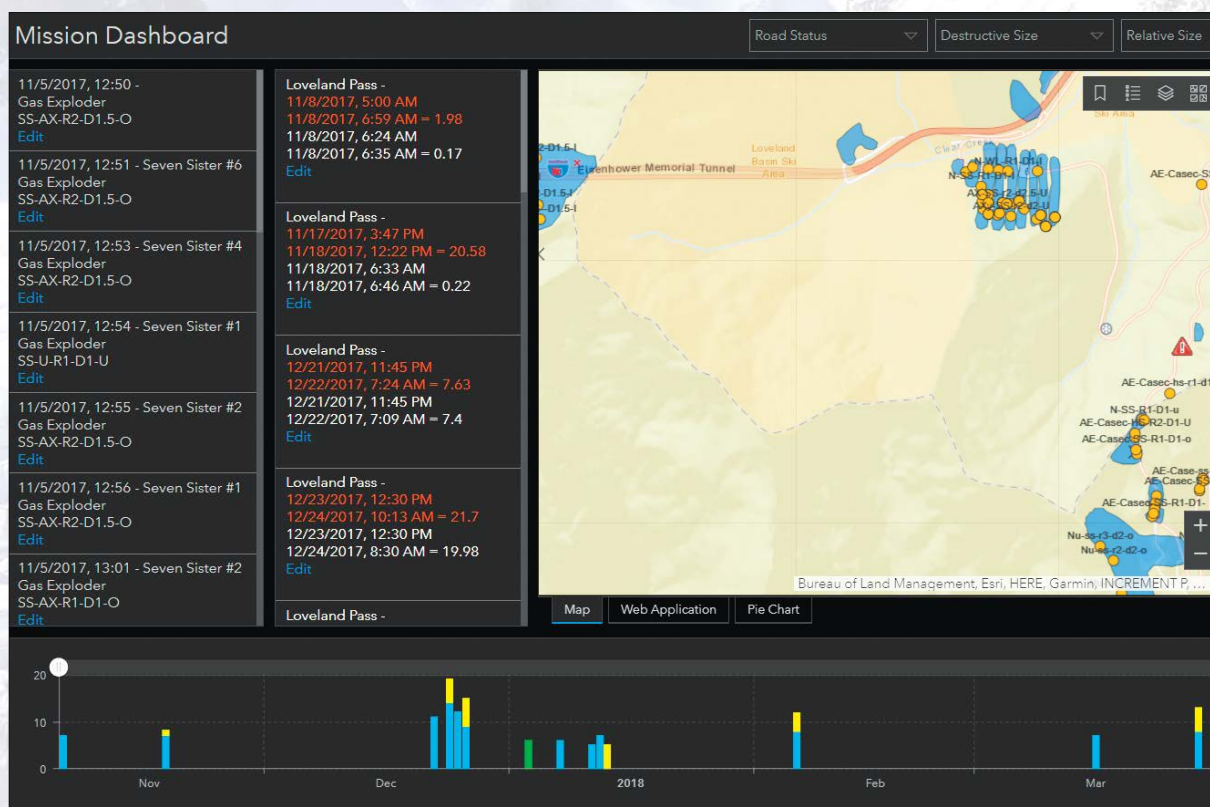 Mission Dashboard
Road Status
Destructive Size
Relative Size
11/5/2017, 12:50 -
Gas Exploder
SS-AX-R2-D1.5-O
Edit
11/5/2017, 12:51 - Seven Sister #6
Gas Exploder
SS-AX-R2-D1.5-O
Edit
11/5/2017, 12:53 - Seven Sister #4
Gas Exploder
SS-AX-R2-D1.5-O
Edit
11/5/2017, 12:54 - Seven Sister #1
Gas Exploder
SS-U-R1-D1-U
Edit
11/5/2017, 12:55 - Seven Sister #2
Gas Exploder
SS-AX-R2-D1.5-O
Edit
11/5/2017, 12:56 - Seven Sister #1
Gas Exploder
SS-AX-R2-D1.5-O
Edit
11/5/2017, 13:01 - Seven Sister #2
Gas Exploder
SS-AX-R1-D1-O
Edit
Loveland Pass -
11/8/2017, 5:00 AM
11/8/2017, 6:59 AM = 1.98
11/8/2017, 6:24 AM
11/8/2017, 6:35 AM = 0.17
Edit
Loveland Pass -
11/17/2017, 3:47 PM
11/18/2017, 12:22 PM = 20.58
11/18/2017, 6:33 AM
11/18/2017, 6:46 AM = 0.22
Edit
Loveland Pass -
12/21/2017, 11:45 PM
12/22/2017, 7:24 AM = 7.63
12/21/2017, 11:45 PM
12/22/2017, 7:09 AM = 7.4
Edit
Loveland Pass -
12/23/2017, 12:30 PM
12/24/2017, 10:13 AM = 21.7
12/23/2017, 12:30 PM
12/24/2017, 8:30 AM = 19.98
Edit
Loveland Pass -
Ski Area
Loveland
Basin Ski
Area
Clear Creek
Eisenhower Memorial Tunnel
N-WL-R1-D1-I
AE-Casec-S
AE-Casec-hs-r1-d1
N-SS-R1-D1-u
AE-Casec-HS-R2-D1-U
AE-Casec-SS-R1-D1-o
AE-Case-ss
AE-Casec-SS
AE-Casec-SS-R1-D1-
Nu-ss-r3-d2-o
Nu-ss-r2-d2-o
Bureau of Land Management, Esri, HERE, Garmin, INCREMENT P, ...
Map
Web Application
Pie Chart
20
10
0
Nov
Dec
2018
Feb
Mar